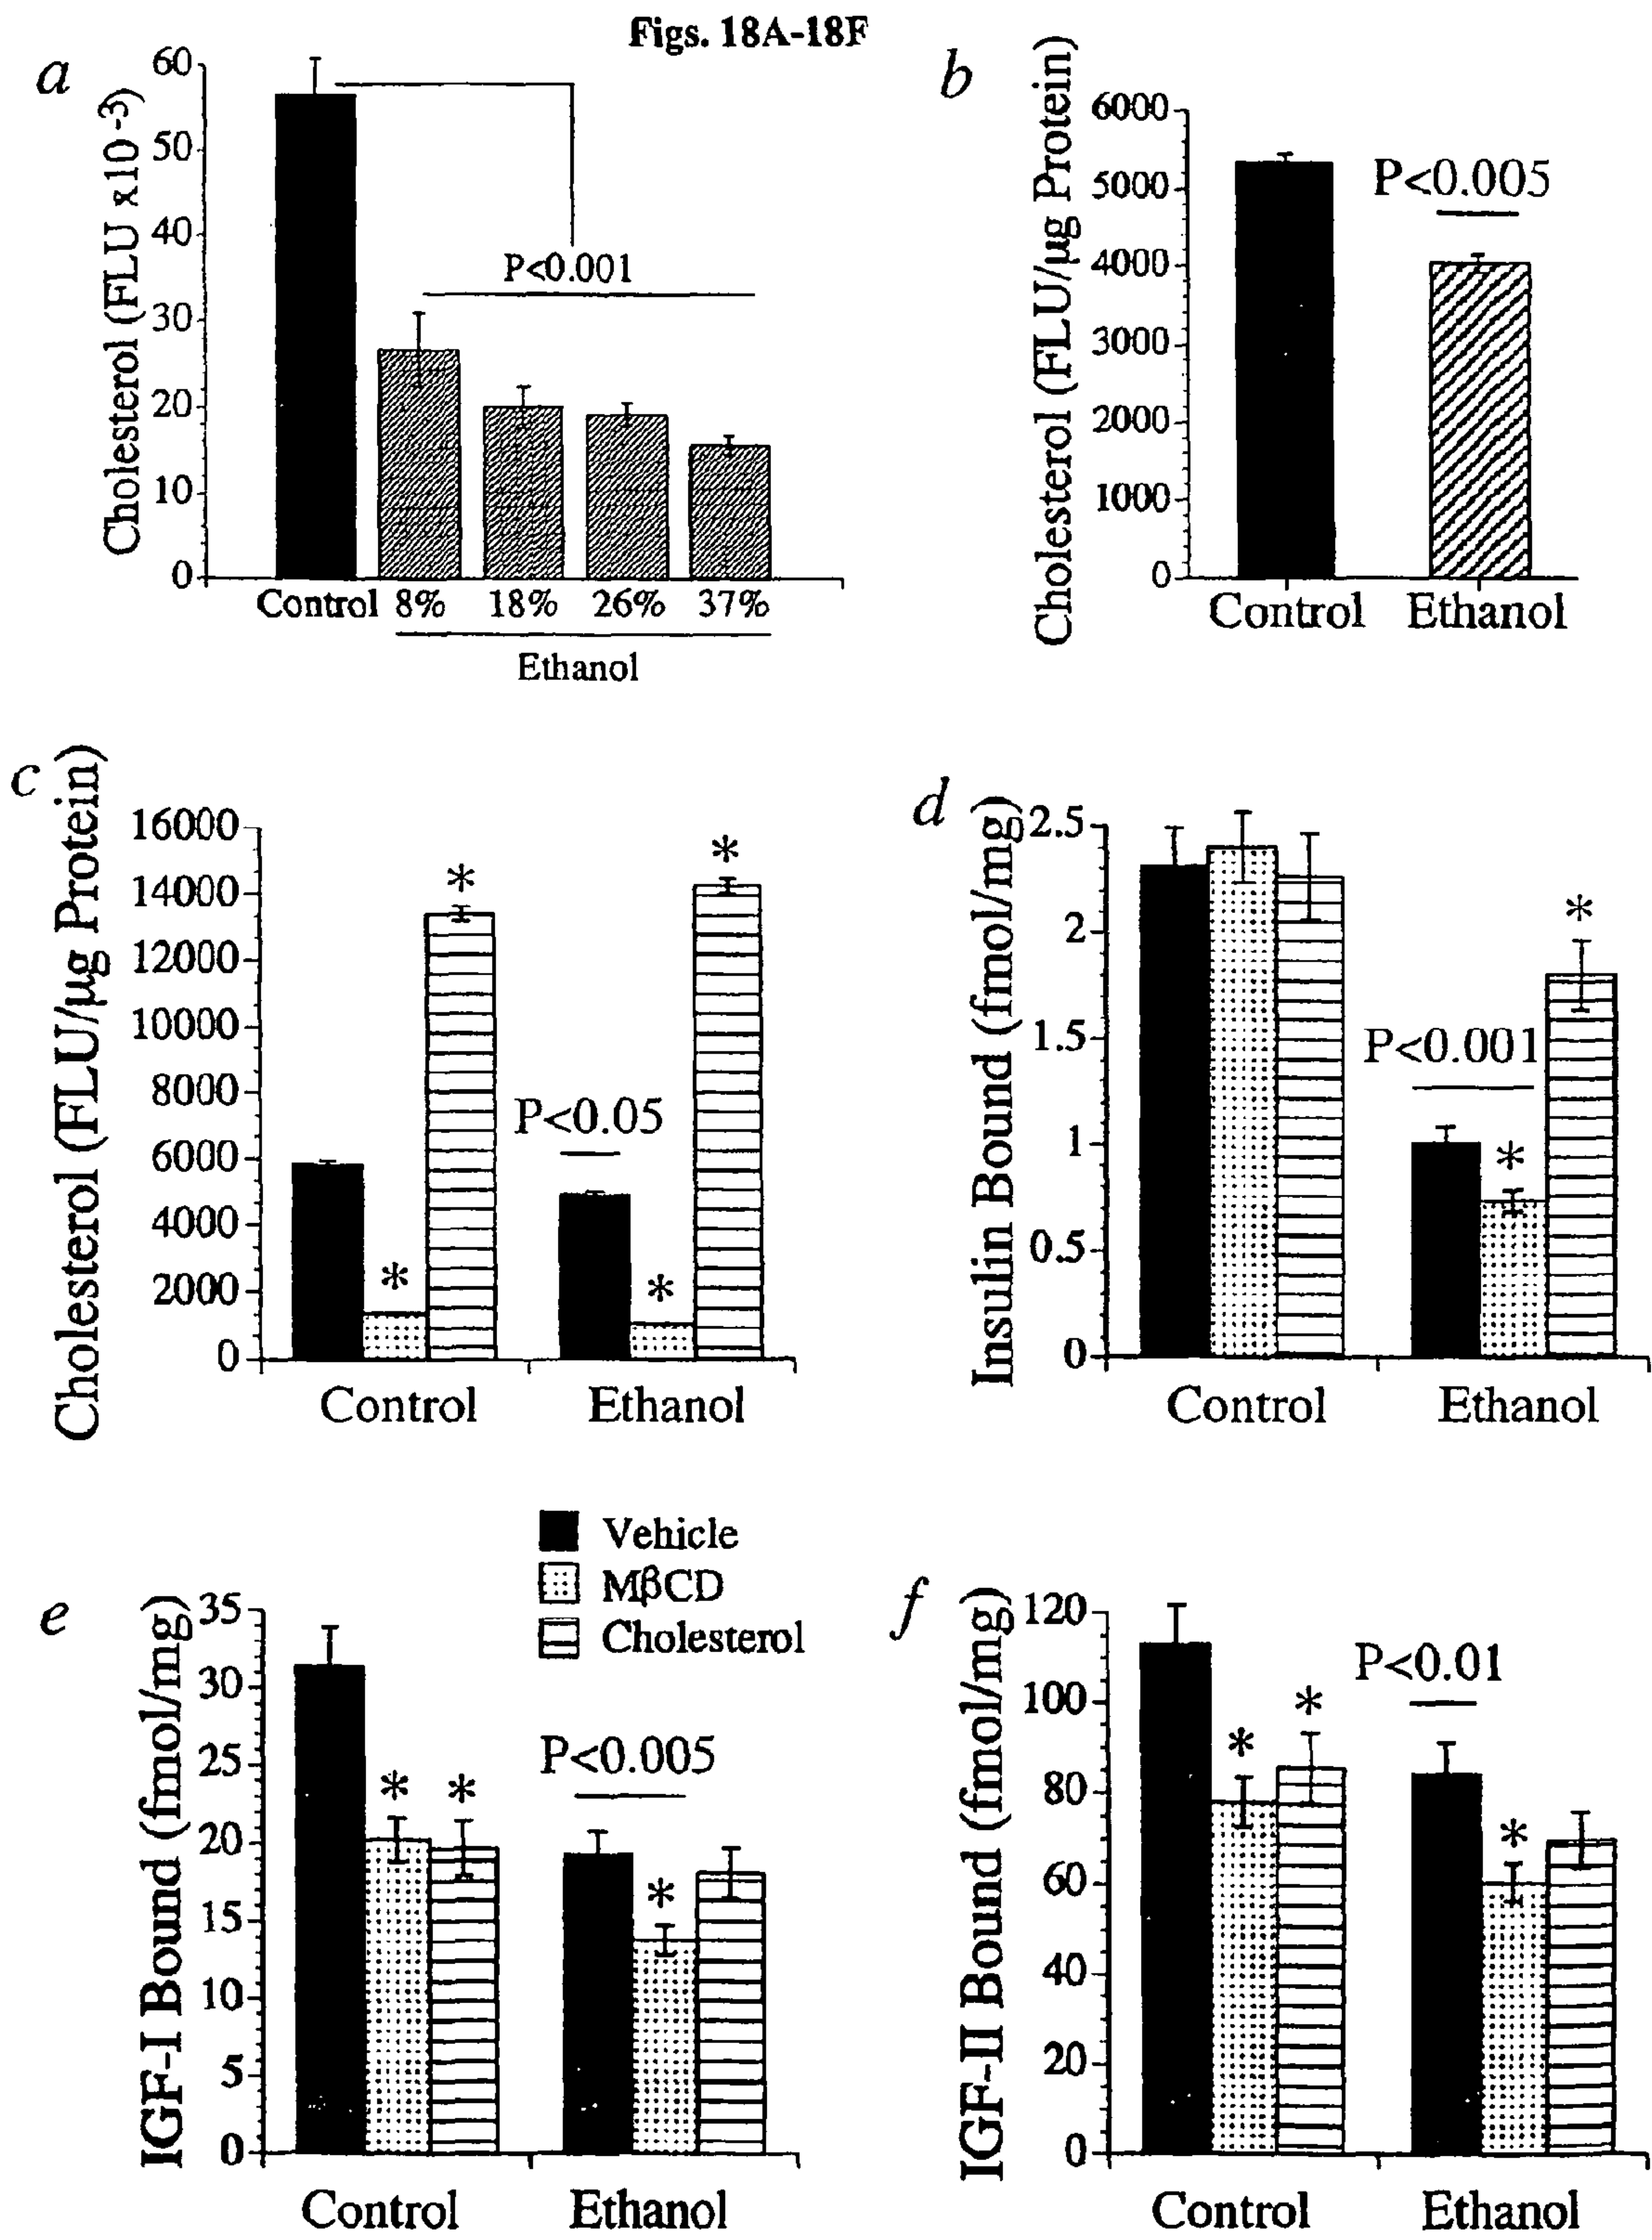 Figs. 18A-18F
a
Cholesterol (FLU x10-3)
60
50
40
30
20
10
0
P<0.001
Control 8% 18% 26% 37%
Ethanol
b
Cholesterol (FLU/µg Protein)
6000
5000
4000
3000
2000
1000
0
P<0.005
Control Ethanol
c
Cholesterol (FLU/µg Protein)
16000
14000
12000
10000
8000
6000
4000
2000
0
* *
P<0.05
* *
Control Ethanol
d
Insulin Bound (fmol/mg)
2.5
2
1.5
1
0.5
0
*
P<0.001
*
Control Ethanol
Vehicle
MβCD
Cholesterol
e
IGF-I Bound (fmol/mg)
35
30
25
20
15
10
5
0
P<0.005
* *
*
Control Ethanol
f
IGF-II Bound (fmol/mg)
120
100
80
60
40
20
0
P<0.01
* *
*
Control Ethanol